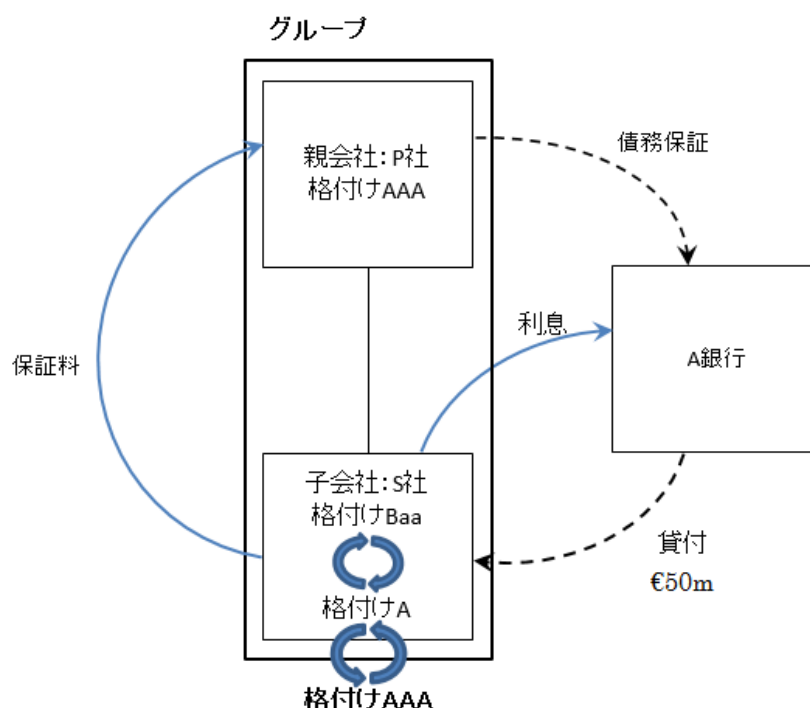 グループ
親会社：P社
格付けAAA
債務保証
利息
A銀行
保証料
子会社：S社
格付けBaa
格付けA
貸付
€50m
格付けAAA